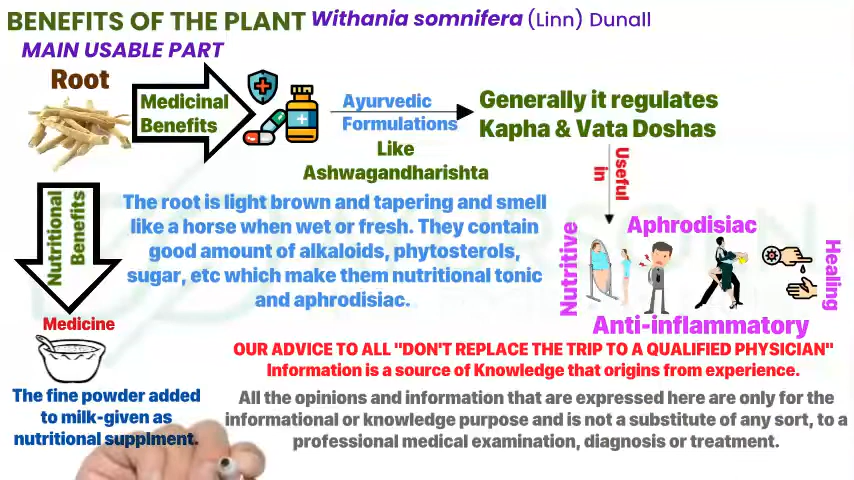 BENEFITS OF THE PLANT Withania somnifera (Linn) Dunall
MAIN USABLE PART
Root
Medicinal
Benefits
Ayurvedic
Formulations
Like
Ashwagandharishta
Generally it regulates
Kapha & Vata Doshas
Useful
in
Nutritional
Benefits
The root is light brown and tapering and smell
like a horse when wet or fresh. They contain
good amount of alkaloids, phytosterols,
sugar, etc which make them nutritional tonic
and aphrodisiac.
Nutritive
Aphrodisiac
Healing
Anti-inflammatory
Medicine
The fine powder added
to milk-given as
nutritional supplment.
OUR ADVICE TO ALL "DON'T REPLACE THE TRIP TO A QUALIFIED PHYSICIAN"
Information is a source of Knowledge that origins from experience.
All the opinions and information that are expressed here are only for the
informational or knowledge purpose and is not a substitute of any sort, to a
professional medical examination, diagnosis or treatment.